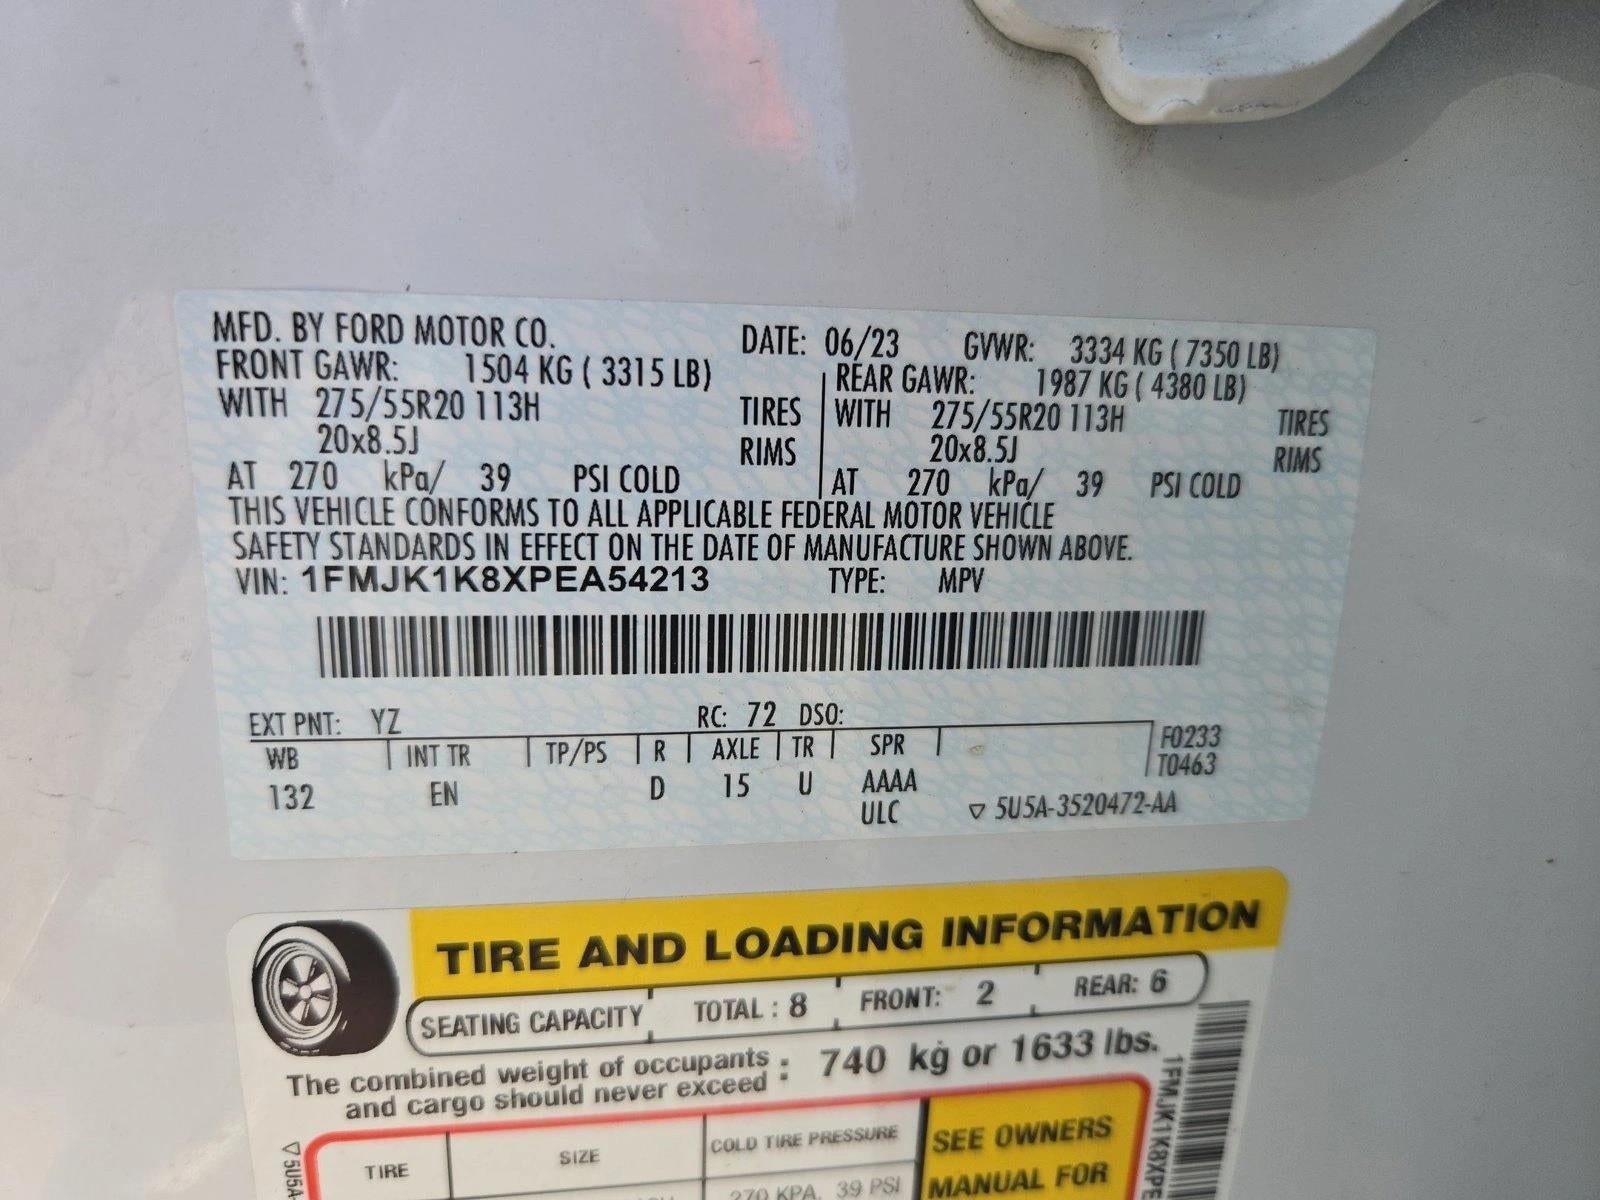 MFD. BY FORD MOTOR CO. DATE: 06/23 GVWR: 3334 KG ( 7350 LB)
FRONT GAWR: 1504 KG ( 3315 LB) REAR GAWR: 1987 KG ( 4380 LB)
WITH 275/55R20 113H TIRES WITH 275/55R20 113H TIRES
20x8.5J RIMS 20x8.5J RIMS
AT 270 kPa/ 39 PSI COLD AT 270 kPa/ 39 PSI COLD
THIS VEHICLE CONFORMS TO ALL APPLICABLE FEDERAL MOTOR VEHICLE
SAFETY STANDARDS IN EFFECT ON THE DATE OF MANUFACTURE SHOWN ABOVE.
VIN: 1FMJK1K8XPEA54213 TYPE: MPV
EXT PNT: YZ RC: 72 DSO:
WB INT TR TP/PS R AXLE TR SPR F0233
T0463
132 EN D 15 U AAAA
ULC ▽ 5U5A-3520472-AA
TIRE AND LOADING INFORMATION
SEATING CAPACITY TOTAL : 8 FRONT: 2 REAR: 6
The combined weight of occupants
and cargo should never exceed : 740 kg or 1633 lbs.
TIRE SIZE COLD TIRE PRESSURE SEE OWNERS
MANUAL FOR
270 KPA, 39 PSI
1FMJK1K8XPE
▽ 5U5A-